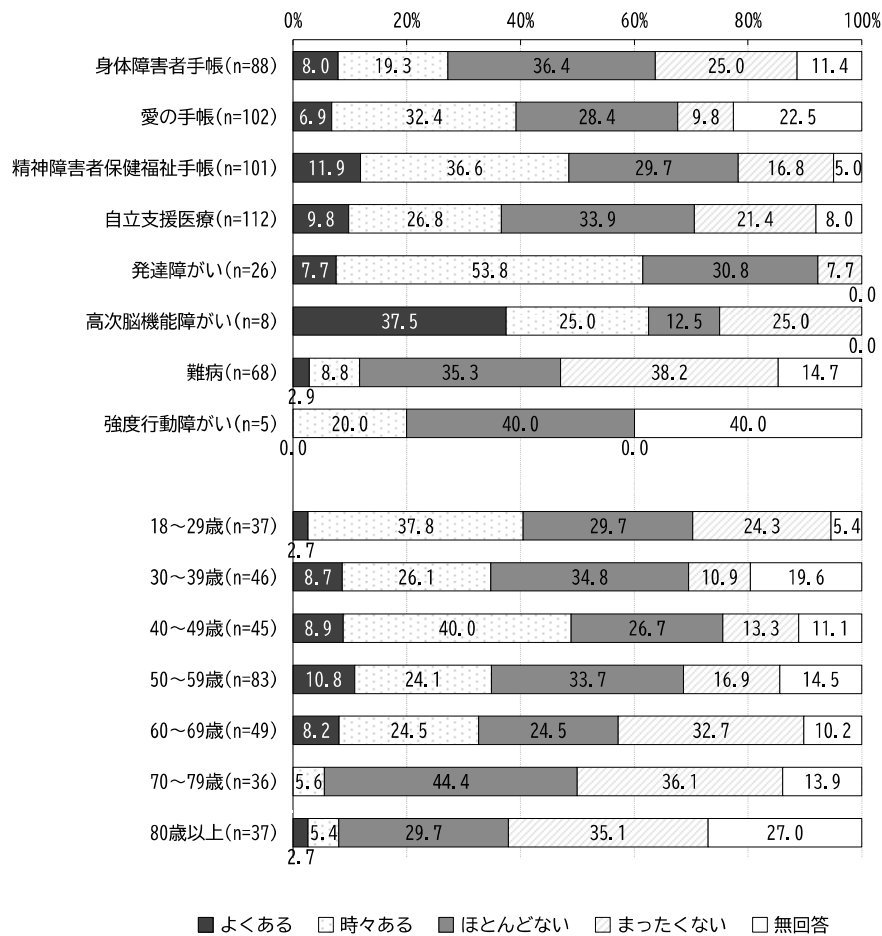 0% 20% 40% 60% 80% 100%
身体障害者手帳(n=88) 8.0 19.3 36.4 25.0 11.4
愛の手帳(n=102) 6.9 32.4 28.4 9.8 22.5
精神障害者保健福祉手帳(n=101) 11.9 36.6 29.7 16.8 5.0
自立支援医療(n=112) 9.8 26.8 33.9 21.4 8.0
発達障がい(n=26) 7.7 53.8 30.8 7.7
0.0
高次脳機能障がい(n=8) 37.5 25.0 12.5 25.0
0.0
難病(n=68) 8.8 35.3 38.2 14.7
2.9
強度行動障がい(n=5) 20.0 40.0 40.0
0.0 0.0
18～29歳(n=37) 37.8 29.7 24.3 5.4
2.7
30～39歳(n=46) 8.7 26.1 34.8 10.9 19.6
40～49歳(n=45) 8.9 40.0 26.7 13.3 11.1
50～59歳(n=83) 10.8 24.1 33.7 16.9 14.5
60～69歳(n=49) 8.2 24.5 24.5 32.7 10.2
70～79歳(n=36) 5.6 44.4 36.1 13.9
80歳以上(n=37) 5.4 29.7 35.1 27.0
2.7
よくある 時々ある ほとんどない まったくない 無回答